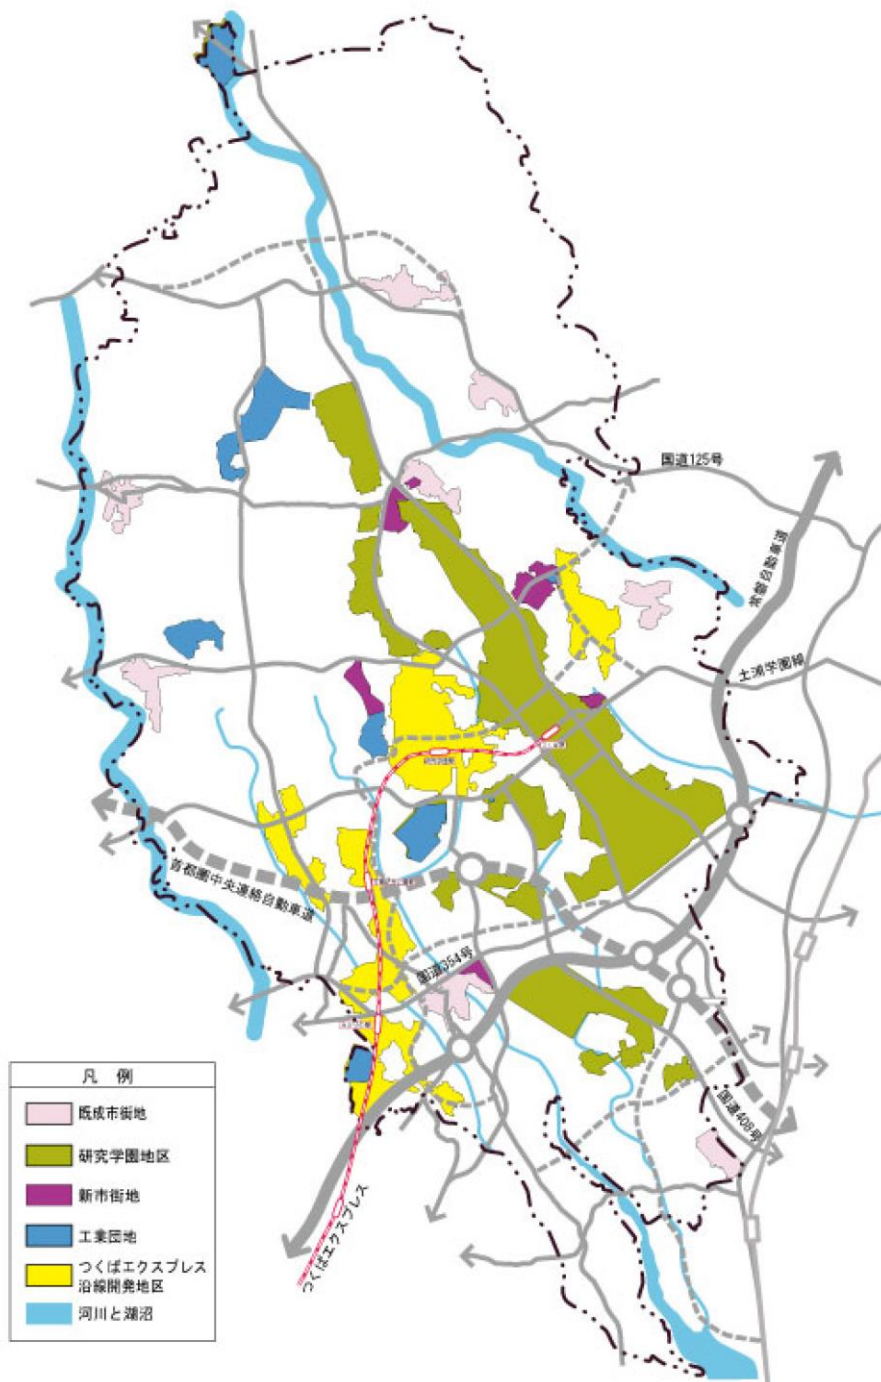 国道125号
常磐自動車道
土浦学園線
首都圏中央連絡自動車道
国道354号
国道408号
つくばエクスプレス
凡 例
既成市街地
研究学園地区
新市街地
工業団地
つくばエクスプレス
沿線開発地区
河川と湖沼